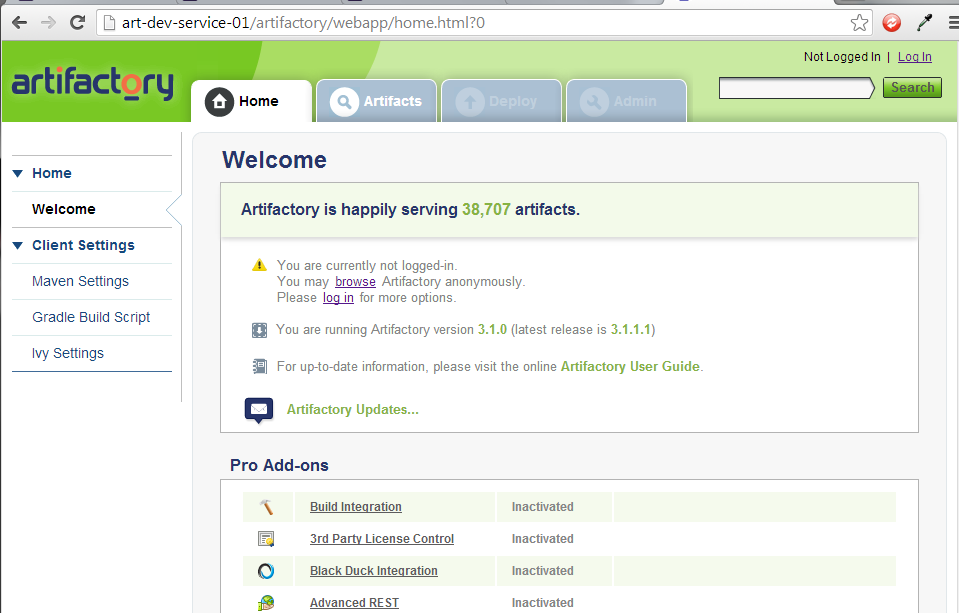 art-dev-service-01/artifactory/webapp/home.html?0
Not Logged In | Log In
artifactory
Home
Artifacts
Deploy
Admin
Search
Home
Welcome
Client Settings
Maven Settings
Gradle Build Script
Ivy Settings
Welcome
Artifactory is happily serving 38,707 artifacts.
You are currently not logged-in.
You may browse Artifactory anonymously.
Please log in for more options.
You are running Artifactory version 3.1.0 (latest release is 3.1.1.1)
For up-to-date information, please visit the online Artifactory User Guide.
Artifactory Updates...
Pro Add-ons
Build Integration Inactivated
3rd Party License Control Inactivated
Black Duck Integration Inactivated
Advanced REST Inactivated